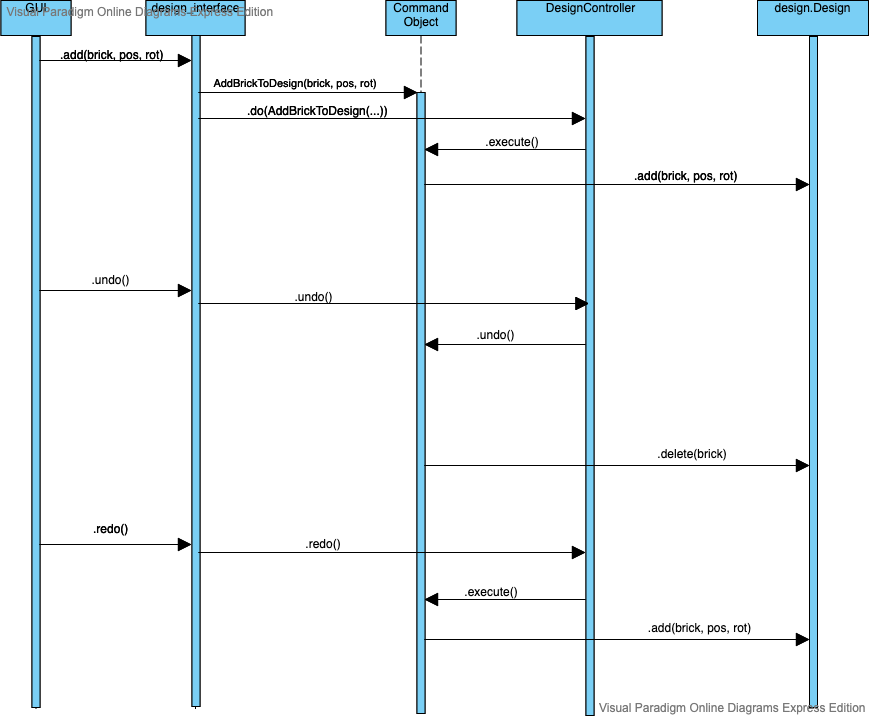 GUI
design.interface
Command
Object
DesignController
design.Design
Visual Paradigm Online Diagrams Express Edition
.add(brick, pos, rot)
AddBrickToDesign(brick, pos, rot)
.do(AddBrickToDesign(...))
.execute()
.add(brick, pos, rot)
.undo()
.undo()
.undo()
.delete(brick)
.redo()
.redo()
.execute()
.add(brick, pos, rot)
Visual Paradigm Online Diagrams Express Edition